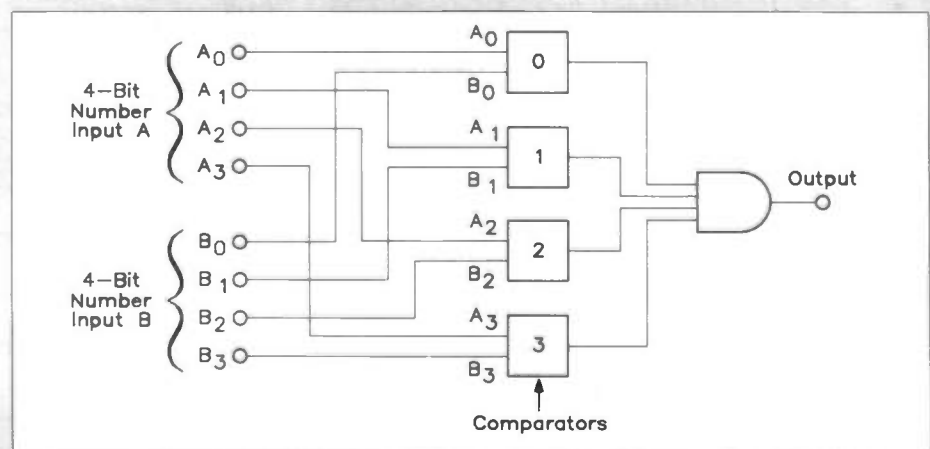 4-Bit
Number
Input A
A0
A1
A2
A3
4-Bit
Number
Input B
B0
B1
B2
B3
A0
0
B0
A1
1
B1
A2
2
B2
A3
3
B3
Comparators
Output